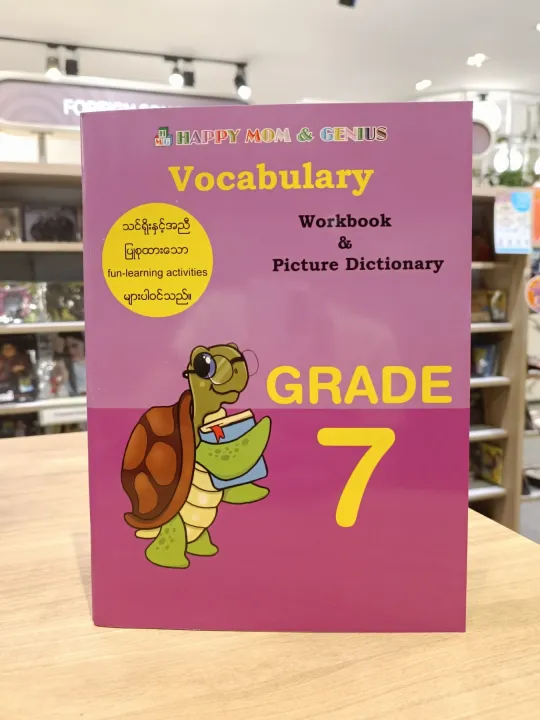 HAPPY MOM & GENIUS
Vocabulary
Workbook
&
Picture Dictionary
သင်ရိုးနှင့်အညီ
ပြုစုထားသော
fun-learning activities
များပါဝင်သည်။
GRADE
7